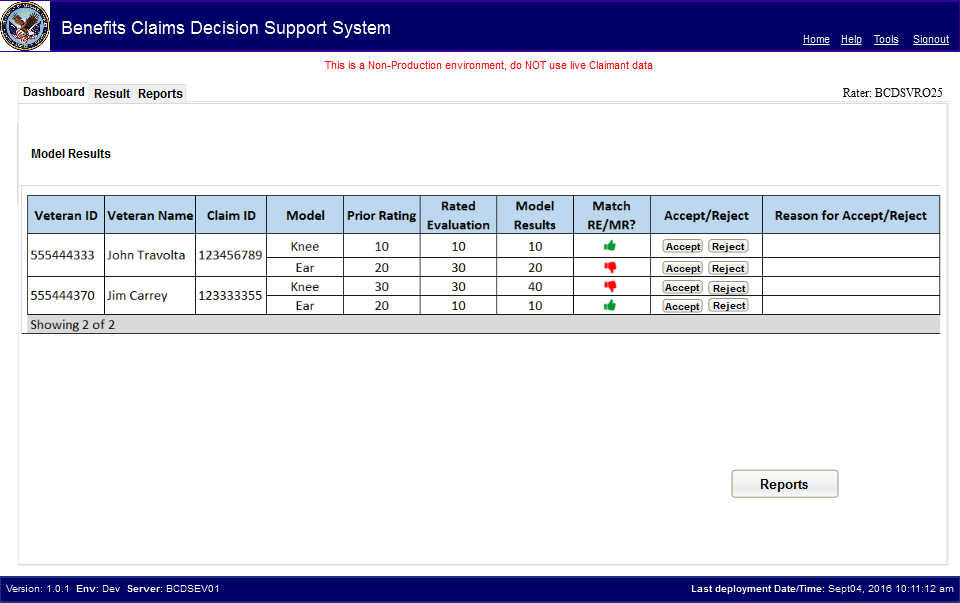 Benefits Claims Decision Support System
Home Help Tools Signout
This is a Non-Production environment, do NOT use live Claimant data
Dashboard Result Reports
Rater: BCDSVRO25
Model Results
Veteran ID Veteran Name Claim ID Model Prior Rating Rated Evaluation Model Results Match RE/MR? Accept/Reject Reason for Accept/Reject
555444333 John Travolta 123456789 Knee 10 10 10 Accept Reject
Ear 20 30 20 Accept Reject
555444370 Jim Carrey 123333355 Knee 30 30 40 Accept Reject
Ear 20 10 10 Accept Reject
Showing 2 of 2
Reports
Version: 1.0.1 Env: Dev Server: BCDSEV01
Last deployment Date/Time: Sept04, 2016 10:11:12 am